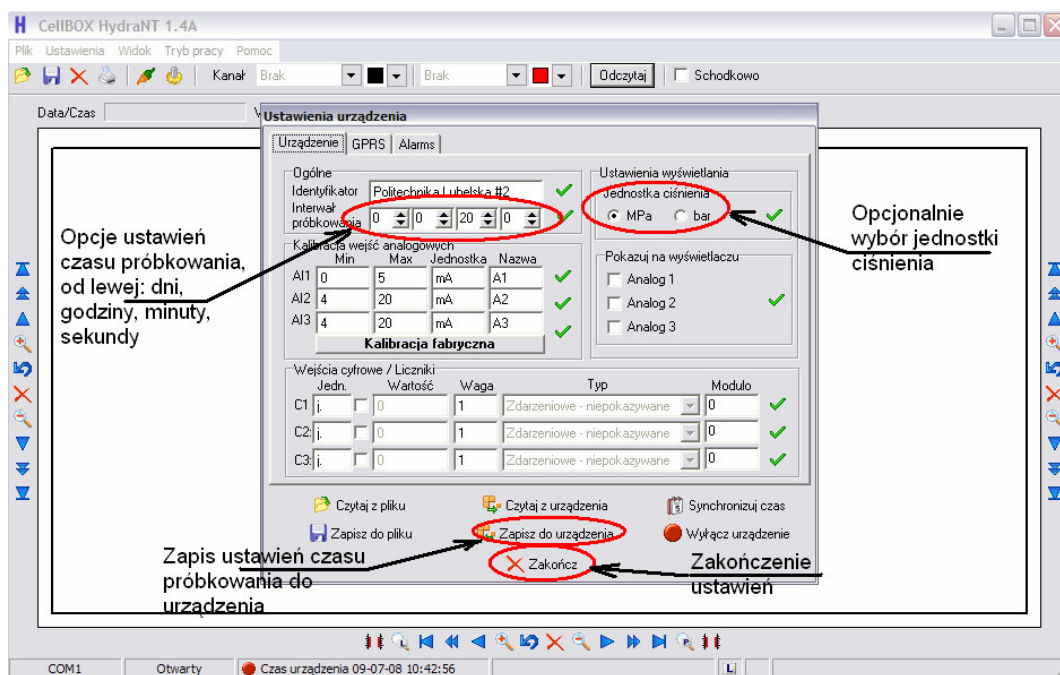 CellBOX HydraNT 1.4A
Plik Ustawienia Widok Tryb pracy Pomoc
Kanał Brak Brak Odczytaj Schodkowo
Data/Czas
Ustawienia urządzenia
Urządzenie GPRS Alarms
Ogólne
Identyfikator Politechnika Lubelska #2
Interwał
próbkowania 0 0 20 0
Ustawienia wyświetlania
Jednostka ciśnienia
MPa bar
Opcje ustawień
czasu próbkowania,
od lewej: dni,
godziny, minuty,
sekundy
Opcjonalnie
wybór jednostki
ciśnienia
Kalibracja wejść analogowych
Min Max Jednostka Nazwa
AI1 0 5 mA A1
AI2 4 20 mA A2
AI3 4 20 mA A3
Kalibracja fabryczna
Pokazuj na wyświetlaczu
Analog 1
Analog 2
Analog 3
Wejścia cyfrowe / Liczniki
Jedn. Wartość Waga Typ Modulo
C1 j. 0 1 Zdarzeniowe - niepokazywane 0
C2: j. 0 1 Zdarzeniowe - niepokazywane 0
C3: j. 0 1 Zdarzeniowe - niepokazywane 0
Czytaj z pliku Czytaj z urządzenia Synchronizuj czas
Zapisz do pliku Zapisz do urządzenia Wyłącz urządzenie
Zakończ
Zapis ustawień czasu
próbkowania do
urządzenia
Zakończenie
ustawień
COM1 Otwarty Czas urządzenia 09-07-08 10:42:56 L